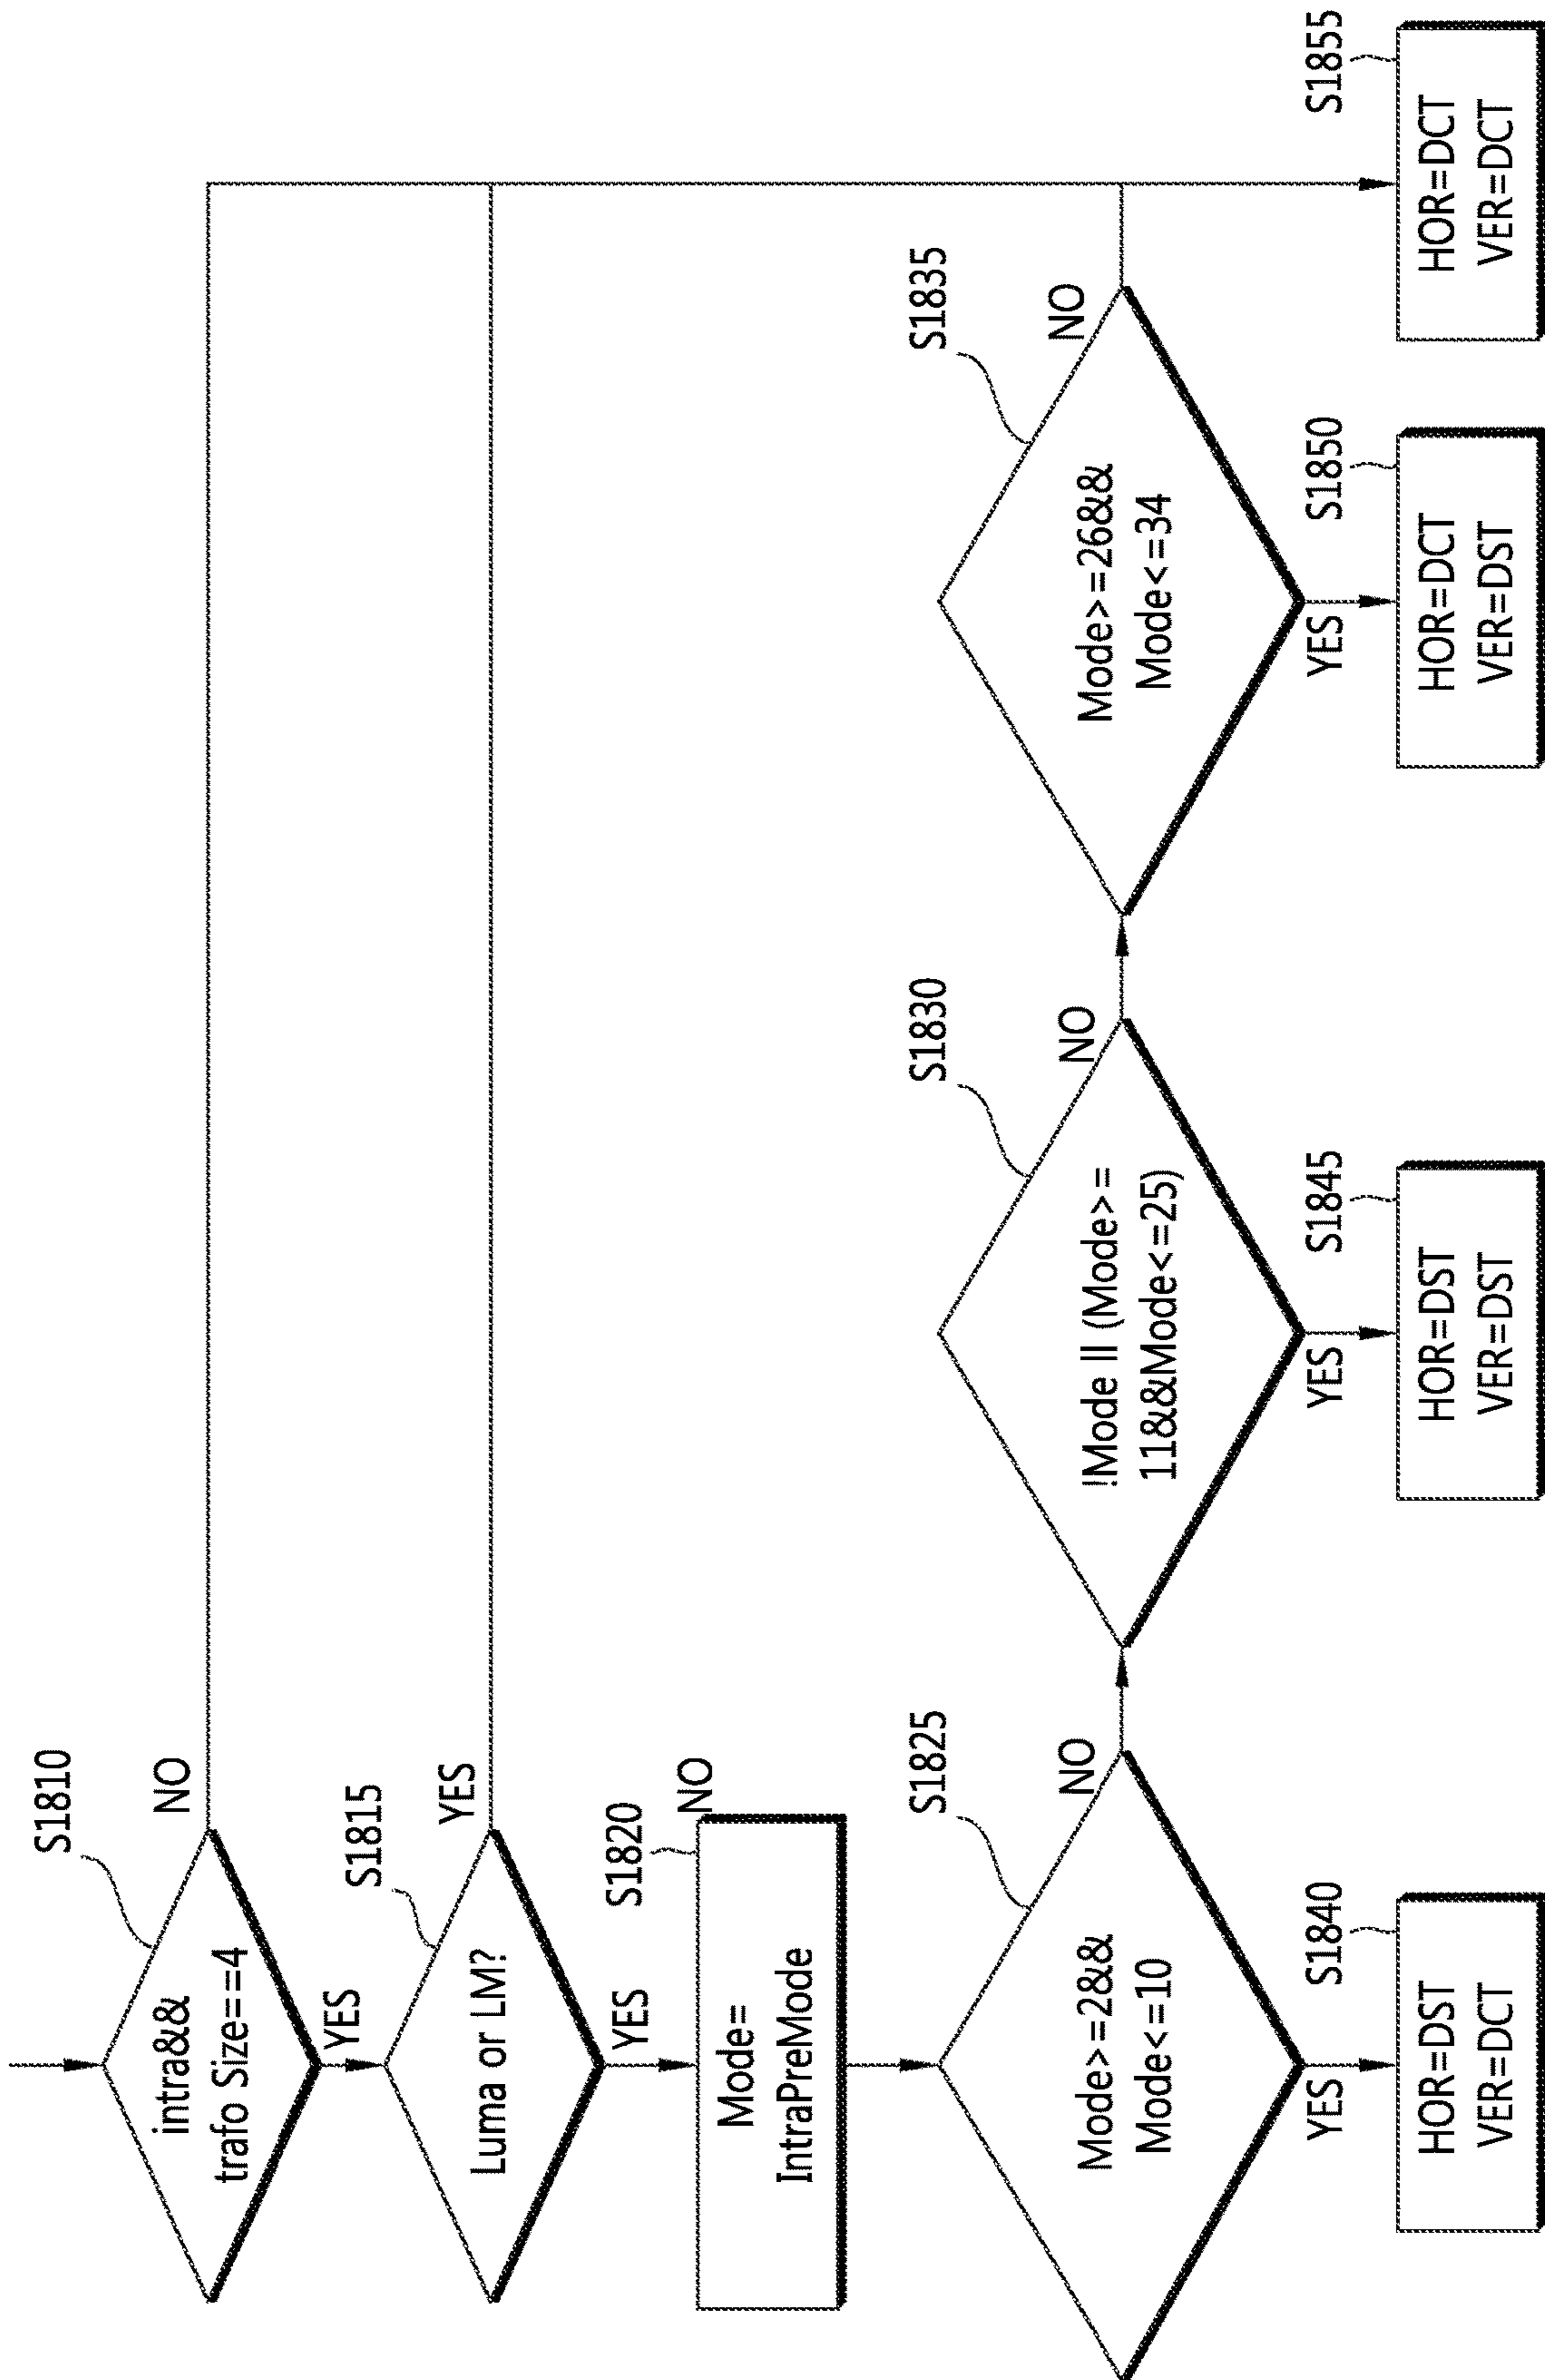 S1810
intra&&
trafo Size==4
NO
YES
S1815
Luma or LM?
YES
YES
S1820
NO
Mode=
IntraPreMode
S1825
Mode>=2&&
Mode<=10
NO
YES
S1830
!Mode || (Mode>=
11&&Mode<=25)
NO
YES
S1835
Mode>=26&&
Mode<=34
NO
YES
S1840
HOR=DST
VER=DCT
S1845
HOR=DST
VER=DST
S1850
HOR=DCT
VER=DST
S1855
HOR=DCT
VER=DCT